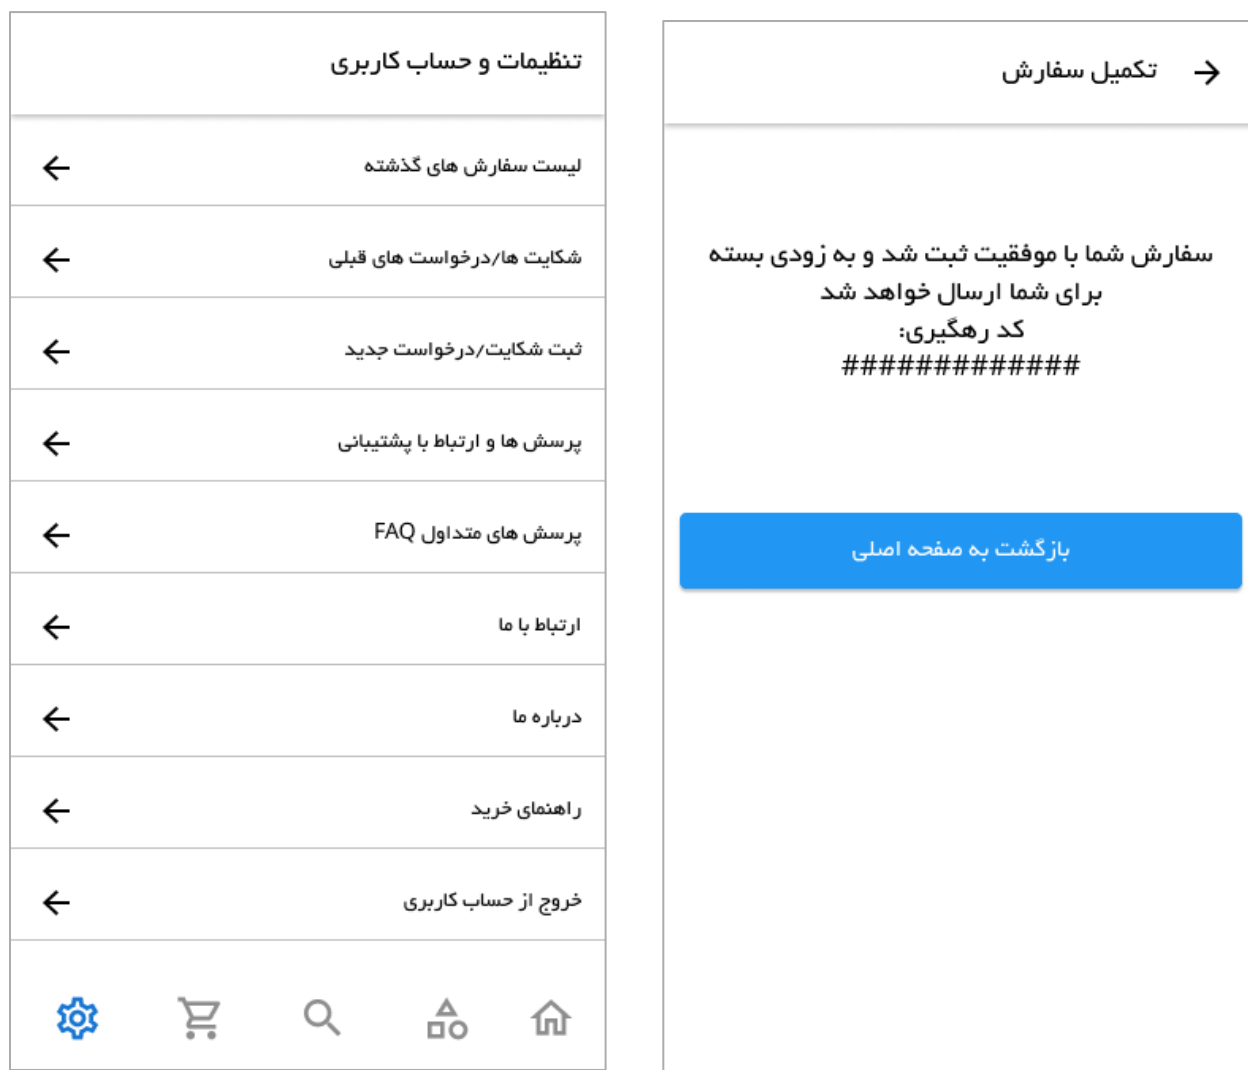 تنظیمات و حساب کاربری
لیست سفارش های گذشته
شکایت ها/درخواست های قبلی
ثبت شکایت/درخواست جدید
پرسش ها و ارتباط با پشتیبانی
پرسش های متداول FAQ
ارتباط با ما
درباره ما
راهنمای خرید
خروج از حساب کاربری
تکمیل سفارش
سفارش شما با موفقیت ثبت شد و به زودی بسته
برای شما ارسال خواهد شد
کد رهگیری:
#############
بازگشت به صفحه اصلی